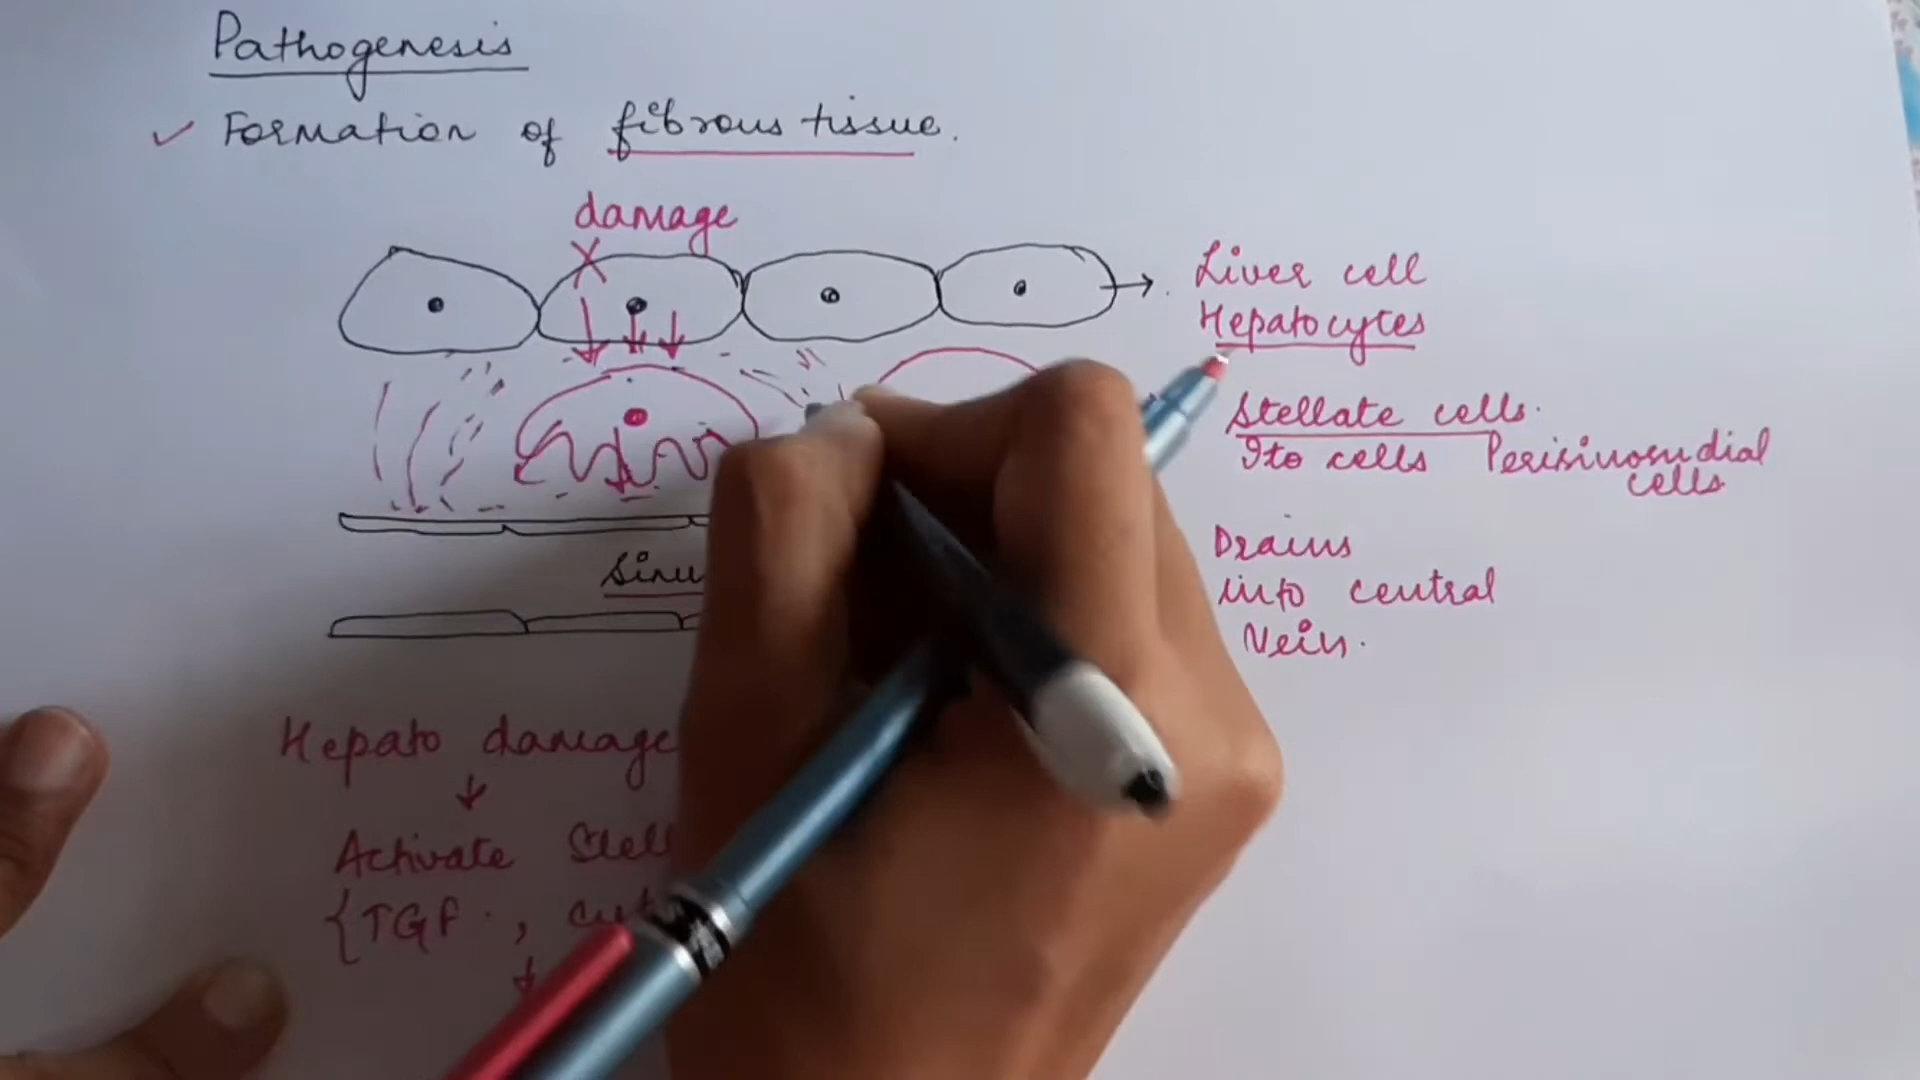 Pathogenesis
✓ Formation of fibrous tissue.
damage
Liver cell
Hepatocytes
Stellate cells.
Ito cells Perisinosudial
cells
Drains
into central
Vein.
Hepato damage
Activate
{TGF ,